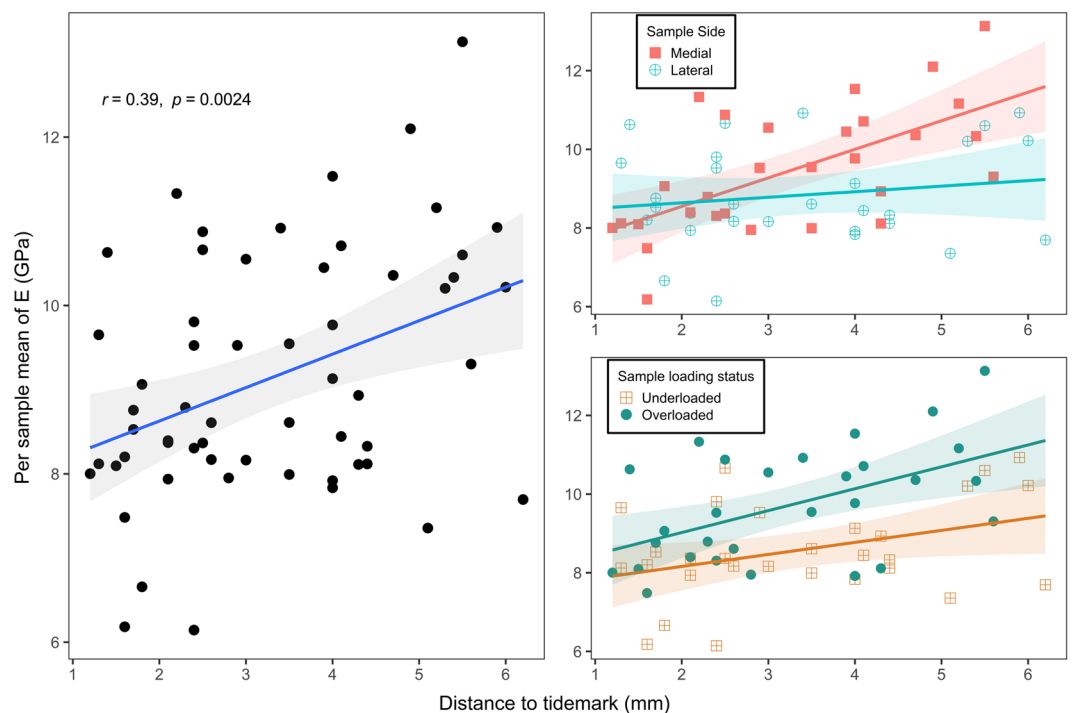 Per sample mean of E (GPa)
r = 0.39, p = 0.0024
12
10
8
6
1 2 3 4 5 6
Sample Side
Medial
Lateral
12
10
8
6
1 2 3 4 5 6
Sample loading status
Underloaded
Overloaded
12
10
8
6
1 2 3 4 5 6
Distance to tidemark (mm)